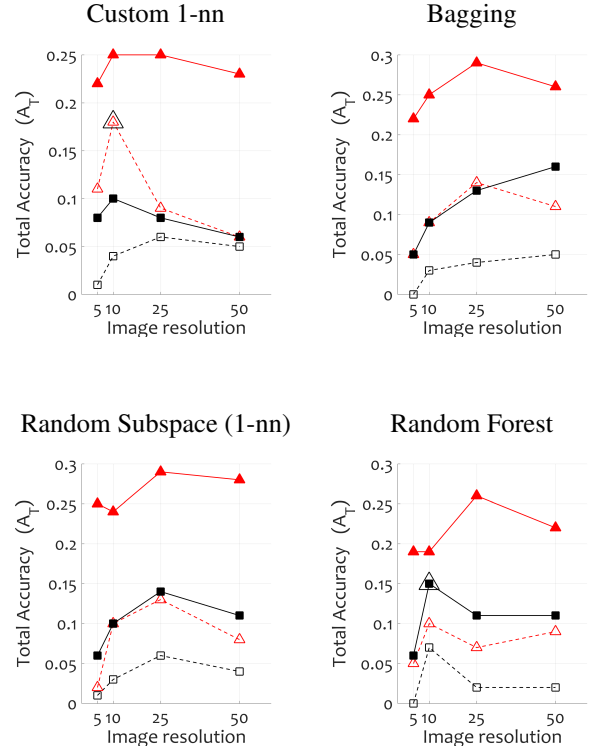 Custom 1-nn
Total Accuracy (A_T)
0.25
0.2
0.15
0.1
0.05
0
5 10 25 50
Image resolution
Bagging
Total Accuracy (A_T)
0.3
0.25
0.2
0.15
0.1
0.05
0
5 10 25 50
Image resolution
Random Subspace (1-nn)
Total Accuracy (A_T)
0.3
0.25
0.2
0.15
0.1
0.05
0
5 10 25 50
Image resolution
Random Forest
Total Accuracy (A_T)
0.3
0.25
0.2
0.15
0.1
0.05
0
5 10 25 50
Image resolution